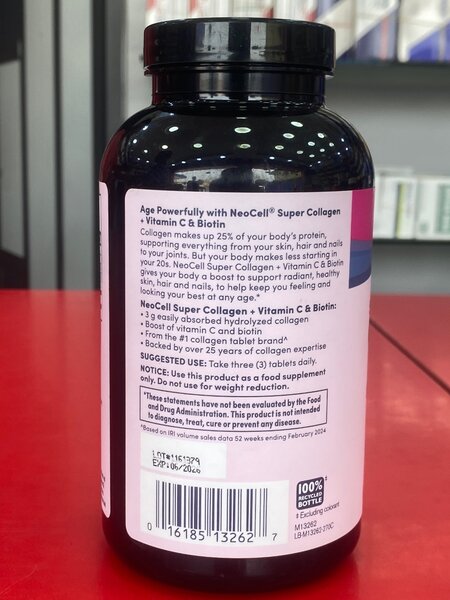 Age Powerfully with NeoCell® Super Collagen
+ Vitamin C & Biotin
Collagen makes up 25% of your body's protein,
supporting everything from your skin, hair and nails
to your joints. But your body makes less starting in
your 20s. NeoCell Super Collagen + Vitamin C & Biotin
gives your body a boost to support radiant, healthy
skin, hair and nails, to help keep you feeling and
looking your best at any age.*
NeoCell Super Collagen + Vitamin C & Biotin:
• 3 g easily absorbed hydrolyzed collagen
• Boost of vitamin C and biotin
• From the #1 collagen tablet brand^
• Backed by over 25 years of collagen expertise
SUGGESTED USE: Take three (3) tablets daily.
NOTICE: Use this product as a food supplement
only. Do not use for weight reduction.
*These statements have not been evaluated by the Food
and Drug Administration. This product is not intended
to diagnose, treat, cure or prevent any disease.
^Based on IRI volume sales data 52 weeks ending February 2024
EXP:06/2026
100%
RECYCLED
BOTTLE‡
‡ Excluding colorant
M13262
LB-M13262-270C
0 16185 13262 7